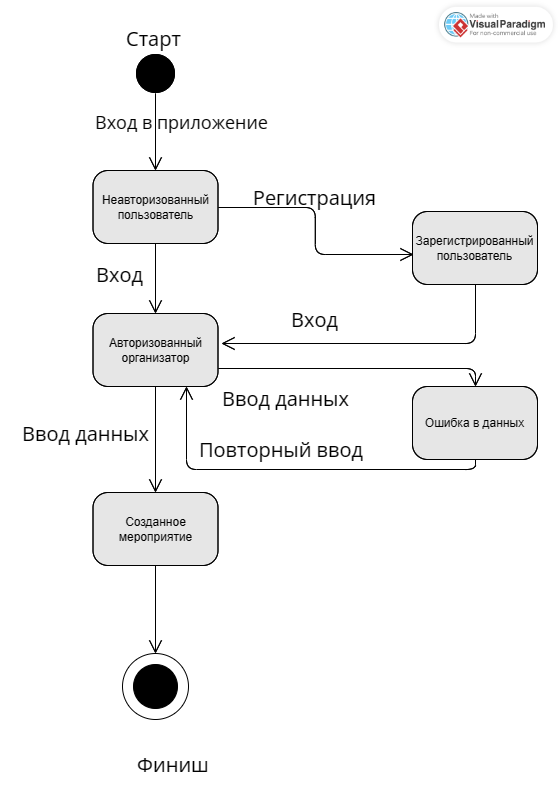 Made with
Visual Paradigm
For non-commercial use
Старт
Вход в приложение
Неавторизованный
пользователь
Регистрация
Зарегистрированный
пользователь
Вход
Вход
Авторизованный
организатор
Ввод данных
Ошибка в данных
Ввод данных
Повторный ввод
Созданное
мероприятие
Финиш